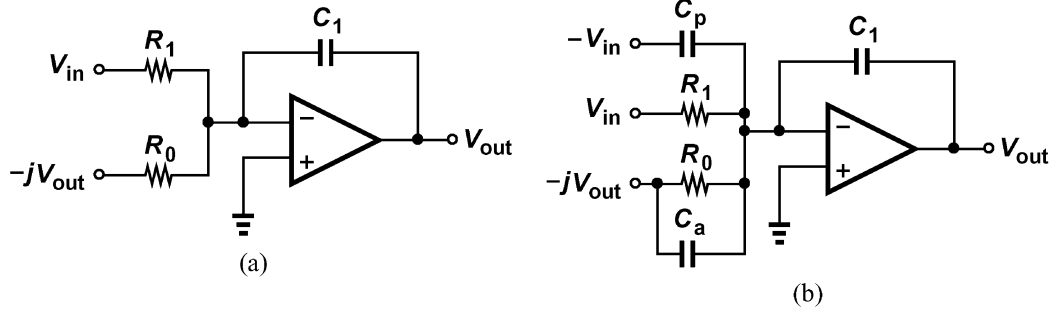 R1
C1
Vin
−
Vout
R0
+
−jVout
(a)
Cp
−Vin
C1
R1
Vin
−
R0
Vout
−jVout
+
Ca
(b)